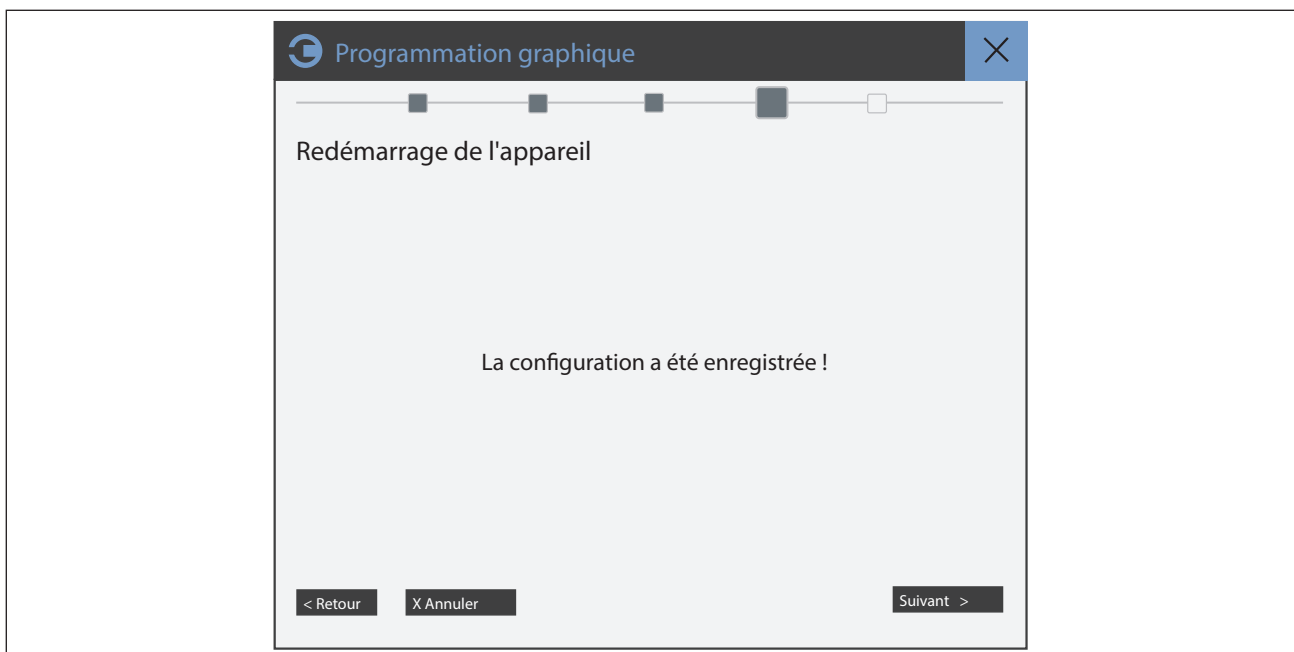 Programmation graphique
Redémarrage de l'appareil
La configuration a été enregistrée !
< Retour
X Annuler
Suivant >